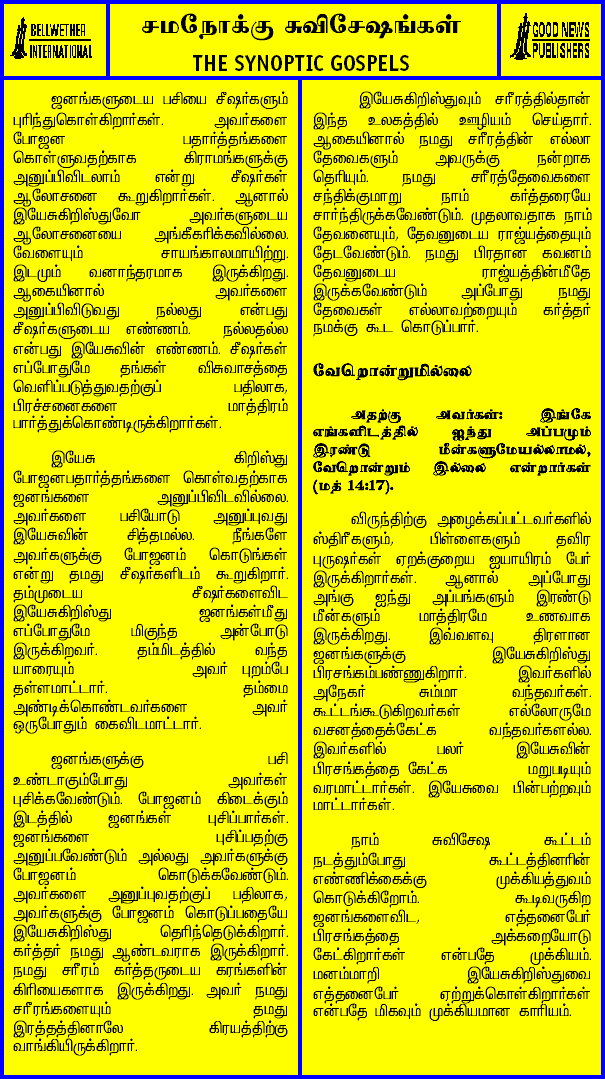 BELLWETHER
INTERNATIONAL
சமநோக்கு சுவிசேஷங்கள்
THE SYNOPTIC GOSPELS
GOOD NEWS
PUBLISHERS
ஜனங்களுடைய பசியை சீஷர்களும்
புரிந்துகொள்கிறார்கள். அவர்களை
போஜன பதார்த்தங்களை
கொள்ளுவதற்காக கிராமங்களுக்கு
அனுப்பிவிடலாம் என்று சீஷர்கள்
ஆலோசனை கூறுகிறார்கள். ஆனால்
இயேசுகிறிஸ்துவோ அவர்களுடைய
ஆலோசனையை அங்கீகரிக்கவில்லை.
வேளையும் சாயங்காலமாயிற்று.
இடமும் வனாந்தரமாக இருக்கிறது.
ஆகையினால் அவர்களை
அனுப்பிவிடுவது நல்லது என்பது
சீஷர்களுடைய எண்ணம். நல்லதல்ல
என்பது இயேசுவின் எண்ணம். சீஷர்கள்
எப்போதுமே தங்கள் விசுவாசத்தை
வெளிப்படுத்துவதற்குப் பதிலாக,
பிரச்சனைகளை மாத்திரம்
பார்த்துக்கொண்டிருக்கிறார்கள்.
இயேசு கிறிஸ்து
போஜனபதார்த்தங்களை கொள்வதற்காக
ஜனங்களை அனுப்பிவிடவில்லை.
அவர்களை பசியோடு அனுப்புவது
இயேசுவின் சித்தமல்ல. நீங்களே
அவர்களுக்கு போஜனம் கொடுங்கள்
என்று தமது சீஷர்களிடம் கூறுகிறார்.
தம்முடைய சீஷர்களைவிட
இயேசுகிறிஸ்து ஜனங்கள்மீது
எப்போதுமே மிகுந்த அன்போடு
இருக்கிறவர். தம்மிடத்தில் வந்த
யாரையும் அவர் புறம்பே
தள்ளமாட்டார். தம்மை
அண்டிக்கொண்டவர்களை அவர்
ஒருபோதும் கைவிடமாட்டார்.
ஜனங்களுக்கு பசி
உண்டாகும்போது அவர்கள்
புசிக்கவேண்டும். போஜனம் கிடைக்கும்
இடத்தில் ஜனங்கள் புசிப்பார்கள்.
ஜனங்களை புசிப்பதற்கு
அனுப்பவேண்டும் அல்லது அவர்களுக்கு
போஜனம் கொடுக்கவேண்டும்.
அவர்களை அனுப்புவதற்குப் பதிலாக,
அவர்களுக்கு போஜனம் கொடுப்பதையே
இயேசுகிறிஸ்து தெரிந்தெடுக்கிறார்.
கர்த்தர் நமது ஆண்டவராக இருக்கிறார்.
நமது சரீரம் கர்த்தருடைய கரங்களின்
கிரியைகளாக இருக்கிறது. அவர் நமது
சரீரங்களையும் தமது
இரத்தத்தினாலே கிரயத்திற்கு
வாங்கியிருக்கிறார்.
இயேசுகிறிஸ்துவும் சரீரத்தில்தான்
இந்த உலகத்தில் ஊழியம் செய்தார்.
ஆகையினால் நமது சரீரத்தின் எல்லா
தேவைகளும் அவருக்கு நன்றாக
தெரியும். நமது சரீரத்தேவைகளை
சந்திக்குமாறு நாம் கர்த்தரையே
சார்ந்திருக்கவேண்டும். முதலாவதாக நாம்
தேவனையும், தேவனுடைய ராஜ்யத்தையும்
தேடவேண்டும். நமது பிரதான கவனம்
தேவனுடைய ராஜ்யத்தின்மீதே
இருக்கவேண்டும் அப்போது நமது
தேவைகள் எல்லாவற்றையும் கர்த்தர்
நமக்கு கூட கொடுப்பார்.
வேறொன்றுமில்லை
அதற்கு அவர்கள்: இங்கே
எங்களிடத்தில் ஐந்து அப்பமும்
இரண்டு மீன்களுமேயல்லாமல்,
வேறொன்றும் இல்லை என்றார்கள்
(மத் 14:17).
விருந்திற்கு அழைக்கப்பட்டவர்களில்
ஸ்திரீகளும், பிள்ளைகளும் தவிர
புருஷர்கள் ஏறக்குறைய ஐயாயிரம் பேர்
இருக்கிறார்கள். ஆனால் அப்போது
அங்கு ஐந்து அப்பங்களும் இரண்டு
மீன்களும் மாத்திரமே உணவாக
இருக்கிறது. இவ்வளவு திரளான
ஜனங்களுக்கு இயேசுகிறிஸ்து
பிரசங்கம்பண்ணுகிறார். இவர்களில்
அநேகர் சும்மா வந்தவர்கள்.
கூட்டங்கூடுகிறவர்கள் எல்லோருமே
வசனத்தைக்கேட்க வந்தவர்களல்ல.
இவர்களில் பலர் இயேசுவின்
பிரசங்கத்தை கேட்க மறுபடியும்
வரமாட்டார்கள். இயேசுவை பின்பற்றவும்
மாட்டார்கள்.
நாம் சுவிசேஷ கூட்டம்
நடத்தும்போது கூட்டத்தினரின்
எண்ணிக்கைக்கு முக்கியத்துவம்
கொடுக்கிறோம். கூடிவருகிற
ஜனங்களைவிட, எத்தனைபேர்
பிரசங்கத்தை அக்கறையோடு
கேட்கிறார்கள் என்பதே முக்கியம்.
மனம்மாறி இயேசுகிறிஸ்துவை
எத்தனைபேர் ஏற்றுக்கொள்கிறார்கள்
என்பதே மிகவும் முக்கியமான காரியம்.